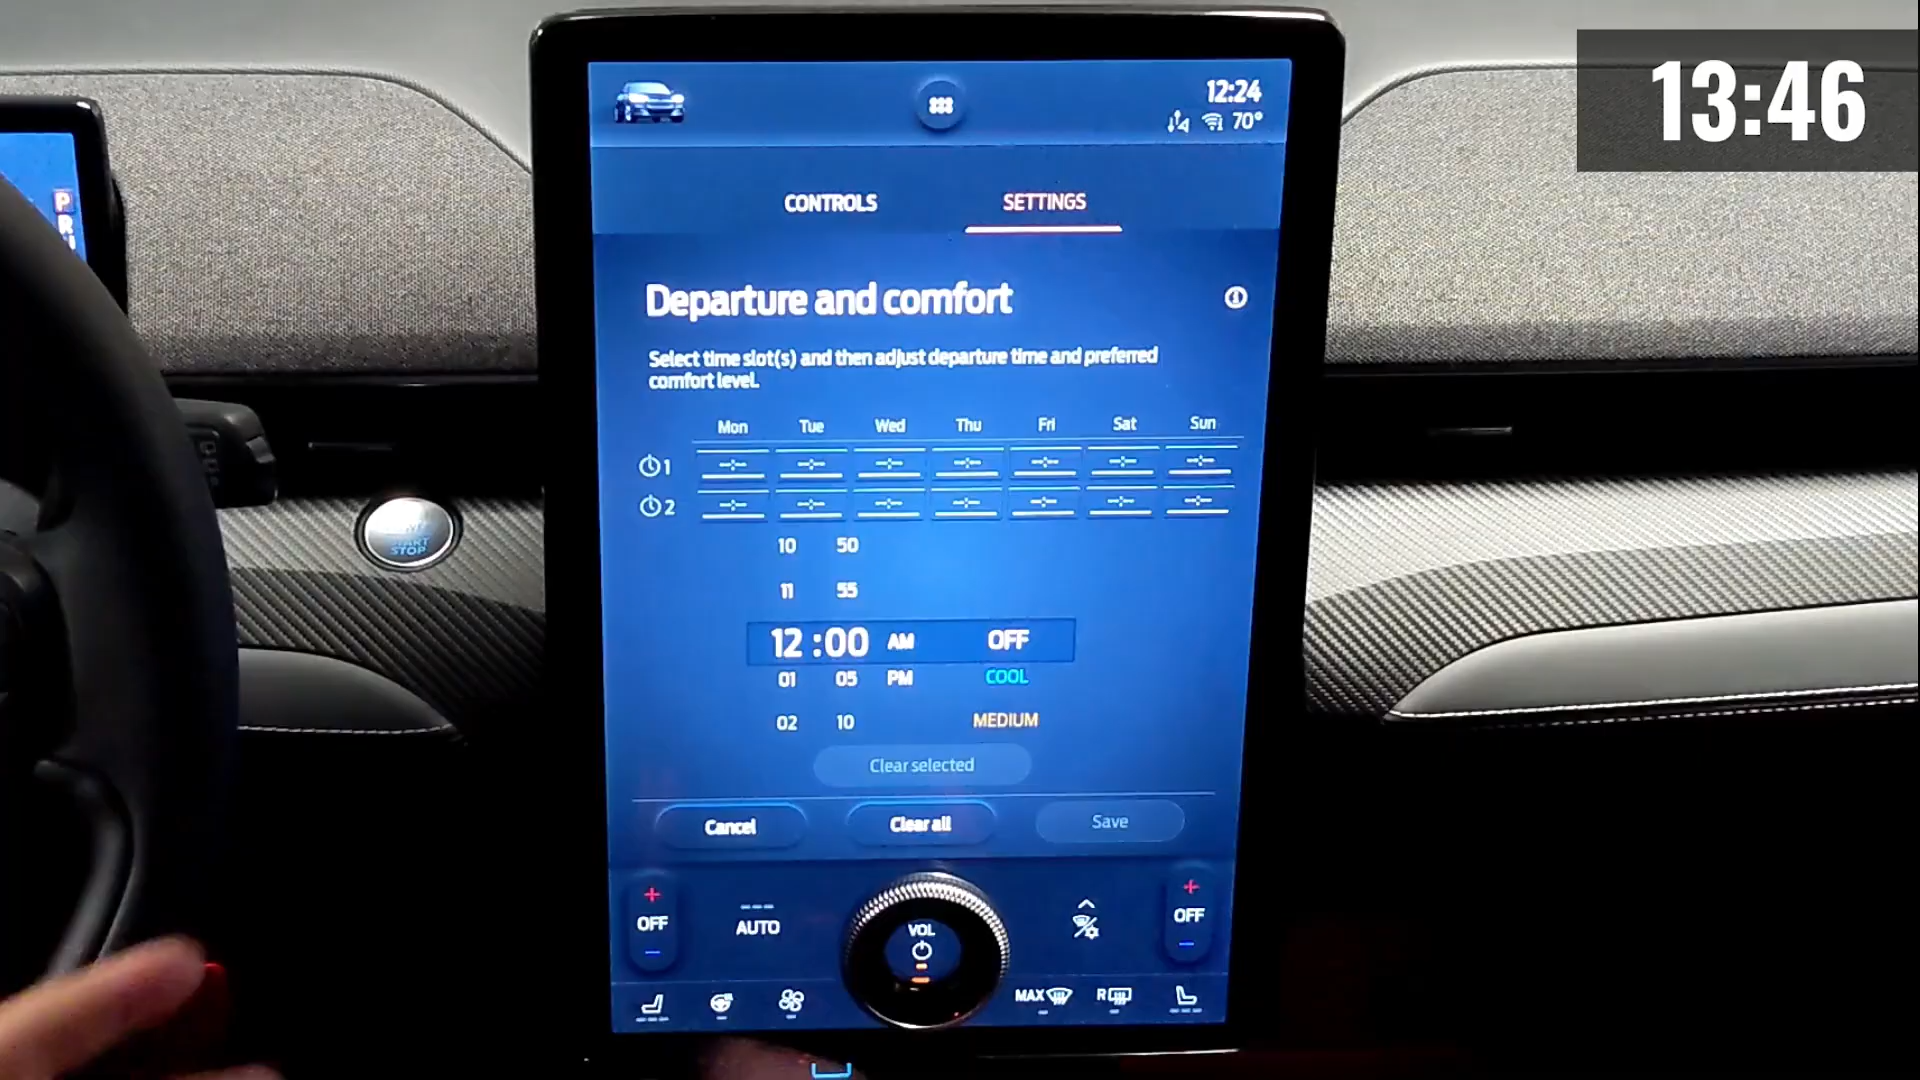 13:46
12:24
70°
CONTROLS SETTINGS
Departure and comfort
Select time slot(s) and then adjust departure time and preferred
comfort level.
Mon Tue Wed Thu Fri Sat Sun
1 --:-- --:-- --:-- --:-- --:-- --:-- --:--
2 --:-- --:-- --:-- --:-- --:-- --:-- --:--
10 50
11 55
12 :00 AM OFF
01 05 PM COOL
02 10 MEDIUM
Clear selected
Cancel Clear all Save
+ +
OFF AUTO VOL OFF
− −
MAX R
P
R
START
STOP